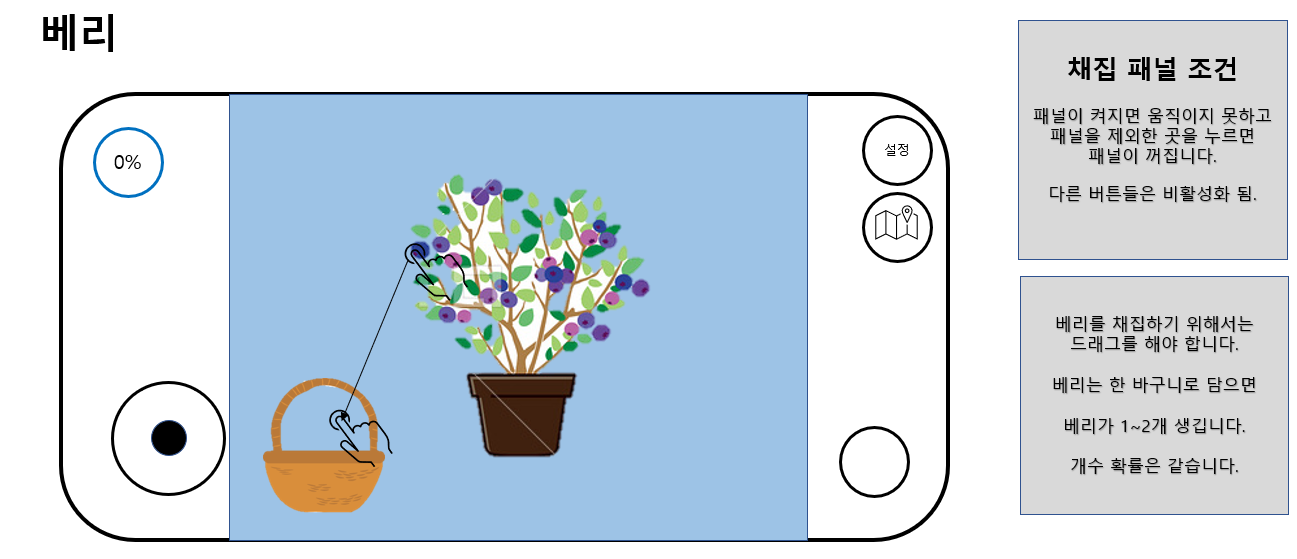 베리
0%
설정
채집 패널 조건
패널이 켜지면 움직이지 못하고
패널을 제외한 곳을 누르면
패널이 꺼집니다.
다른 버튼들은 비활성화 됨.
베리를 채집하기 위해서는
드래그를 해야 합니다.
베리는 한 바구니로 담으면
베리가 1~2개 생깁니다.
개수 확률은 같습니다.